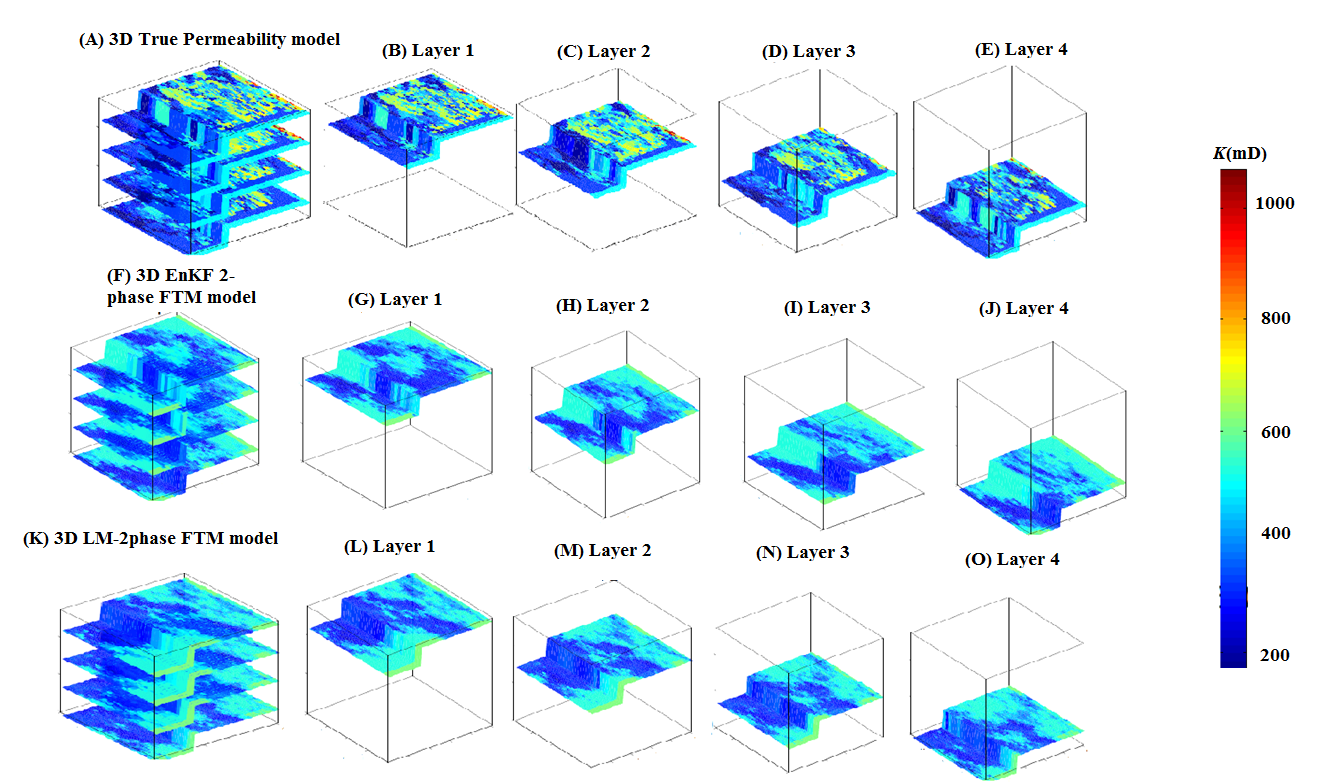 (A) 3D True Permeability model
(B) Layer 1
(C) Layer 2
(D) Layer 3
(E) Layer 4
K(mD)
1000
800
600
400
200
(F) 3D EnKF 2-
phase FTM model
(G) Layer 1
(H) Layer 2
(I) Layer 3
(J) Layer 4
(K) 3D LM-2phase FTM model
(L) Layer 1
(M) Layer 2
(N) Layer 3
(O) Layer 4